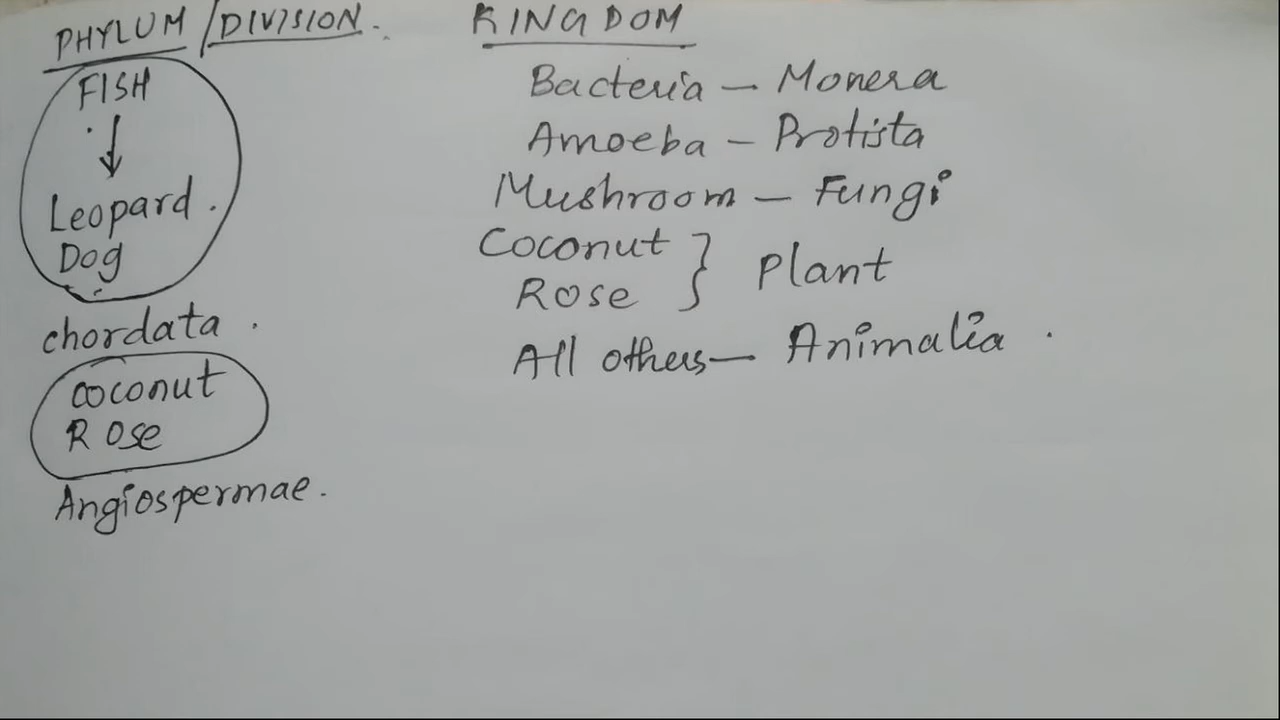 PHYLUM / DIVISION.
FISH
↓
Leopard.
Dog
chordata.
coconut
Rose
Angiospermae.
KINGDOM
Bacteria — Monera
Amoeba — Protista
Mushroom — Fungi
Coconut
Rose } Plant
All others — Animalia.